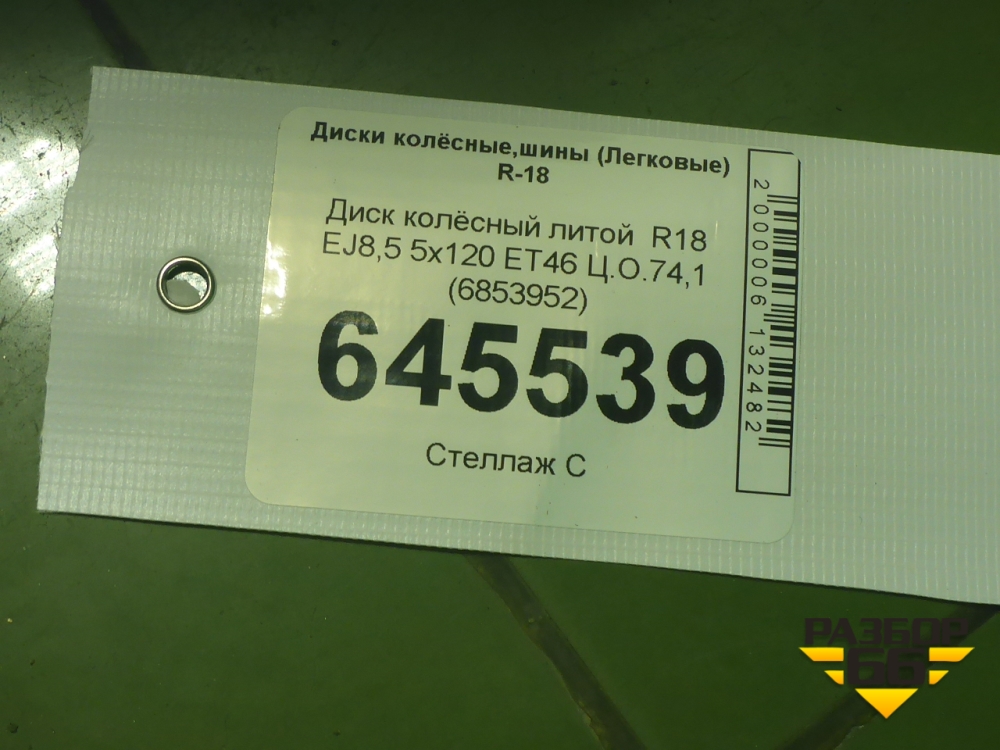 Диски колёсные,шины (Легковые)
R-18
Диск колёсный литой R18
EJ8,5 5x120 ET46 Ц.О.74,1
(6853952)
645539
Стеллаж С
2000006132482
РАЗБОР
66